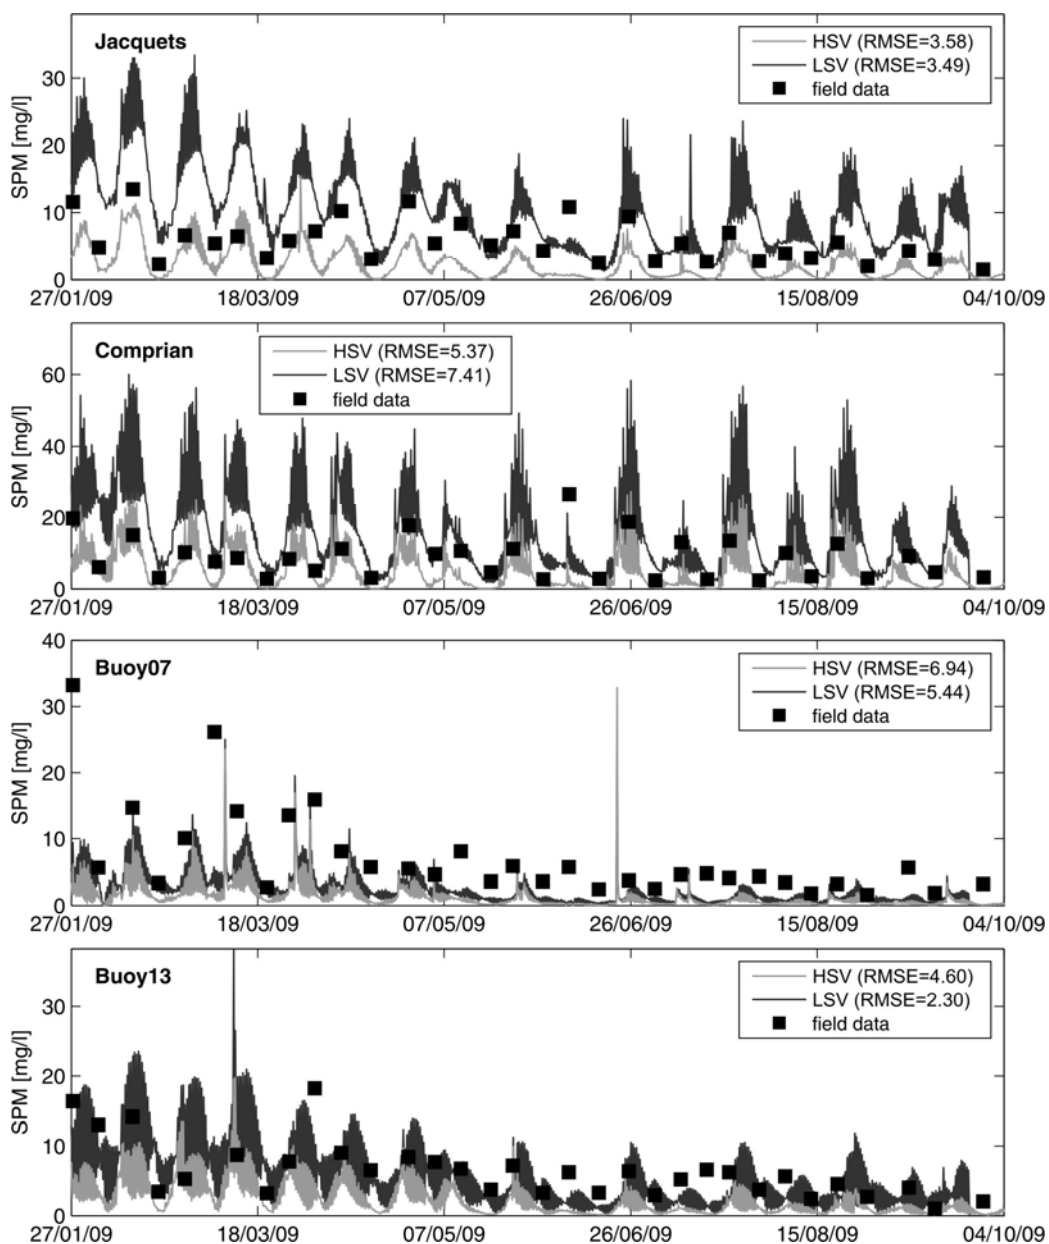 Jacquets
HSV (RMSE=3.58)
LSV (RMSE=3.49)
field data
SPM [mg/l]
30
20
10
0
27/01/09 18/03/09 07/05/09 26/06/09 15/08/09 04/10/09
Comprian
HSV (RMSE=5.37)
LSV (RMSE=7.41)
field data
SPM [mg/l]
60
40
20
0
27/01/09 18/03/09 07/05/09 26/06/09 15/08/09 04/10/09
Buoy07
HSV (RMSE=6.94)
LSV (RMSE=5.44)
field data
SPM [mg/l]
40
30
20
10
0
27/01/09 18/03/09 07/05/09 26/06/09 15/08/09 04/10/09
Buoy13
HSV (RMSE=4.60)
LSV (RMSE=2.30)
field data
SPM [mg/l]
30
20
10
0
27/01/09 18/03/09 07/05/09 26/06/09 15/08/09 04/10/09